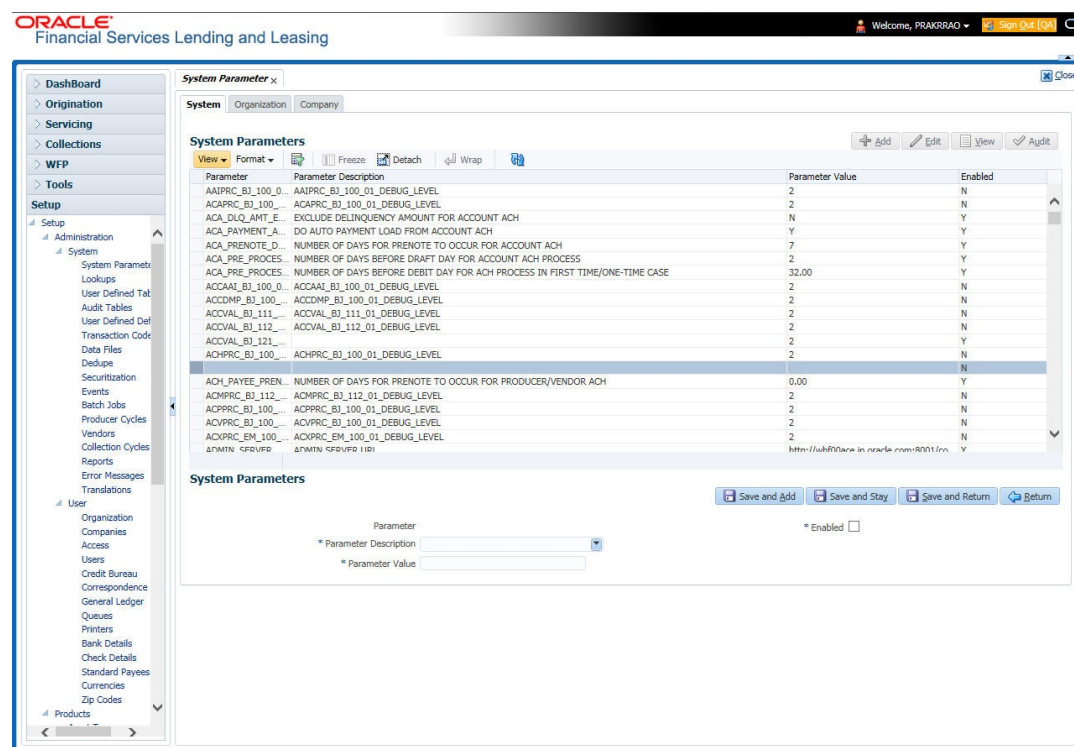 ORACLE
Financial Services Lending and Leasing
Welcome, PRAKRRAO
Sign Out [QA]
DashBoard
Origination
Servicing
Collections
WFP
Tools
Setup
Setup
Administration
System
System Paramete
Lookups
User Defined Tab
Audit Tables
User Defined Def
Transaction Code
Data Files
Dedupe
Securitization
Events
Batch Jobs
Producer Cycles
Vendors
Collection Cycles
Reports
Error Messages
Translations
User
Organization
Companies
Access
Users
Credit Bureau
Correspondence
General Ledger
Queues
Printers
Bank Details
Check Details
Standard Payees
Currencies
Zip Codes
Products
System Parameter x
Close
System Organization Company
System Parameters
Add Edit View Audit
View Format Freeze Detach Wrap
Parameter Parameter Description Parameter Value Enabled
AAIPRC_BJ_100_0... AAIPRC_BJ_100_01_DEBUG_LEVEL 2 N
ACAPRC_BJ_100_... ACAPRC_BJ_100_01_DEBUG_LEVEL 2 N
ACA_DLQ_AMT_E... EXCLUDE DELINQUENCY AMOUNT FOR ACCOUNT ACH N Y
ACA_PAYMENT_A... DO AUTO PAYMENT LOAD FROM ACCOUNT ACH Y Y
ACA_PRENOTE_D... NUMBER OF DAYS FOR PRENOTE TO OCCUR FOR ACCOUNT ACH 7 Y
ACA_PRE_PROCES... NUMBER OF DAYS BEFORE DRAFT DAY FOR ACCOUNT ACH PROCESS 2 Y
ACA_PRE_PROCES... NUMBER OF DAYS BEFORE DEBIT DAY FOR ACH PROCESS IN FIRST TIME/ONE-TIME CASE 32.00 Y
ACCAAI_BJ_100_0... ACCAAI_BJ_100_01_DEBUG_LEVEL 2 N
ACCDMP_BJ_100_... ACCDMP_BJ_100_01_DEBUG_LEVEL 2 N
ACCVAL_BJ_111_... ACCVAL_BJ_111_01_DEBUG_LEVEL 2 N
ACCVAL_BJ_112_... ACCVAL_BJ_112_01_DEBUG_LEVEL 2 N
ACCVAL_BJ_121_... 2 Y
ACHPRC_BJ_100_... ACHPRC_BJ_100_01_DEBUG_LEVEL 2 N
N
ACH_PAYEE_PREN... NUMBER OF DAYS FOR PRENOTE TO OCCUR FOR PRODUCER/VENDOR ACH 0.00 Y
ACMPRC_BJ_112_... ACMPRC_BJ_112_01_DEBUG_LEVEL 2 N
ACPPRC_BJ_100_... ACPPRC_BJ_100_01_DEBUG_LEVEL 2 N
ACVPRC_BJ_100_... ACVPRC_BJ_100_01_DEBUG_LEVEL 2 N
ACXPRC_EM_100_... ACXPRC_EM_100_01_DEBUG_LEVEL 2 N
ADMIN_SERVER ADMIN SERVER URL http://whf00ace.in.oracle.com:8001/co Y
System Parameters
Save and Add Save and Stay Save and Return Return
Parameter
* Enabled
* Parameter Description
* Parameter Value